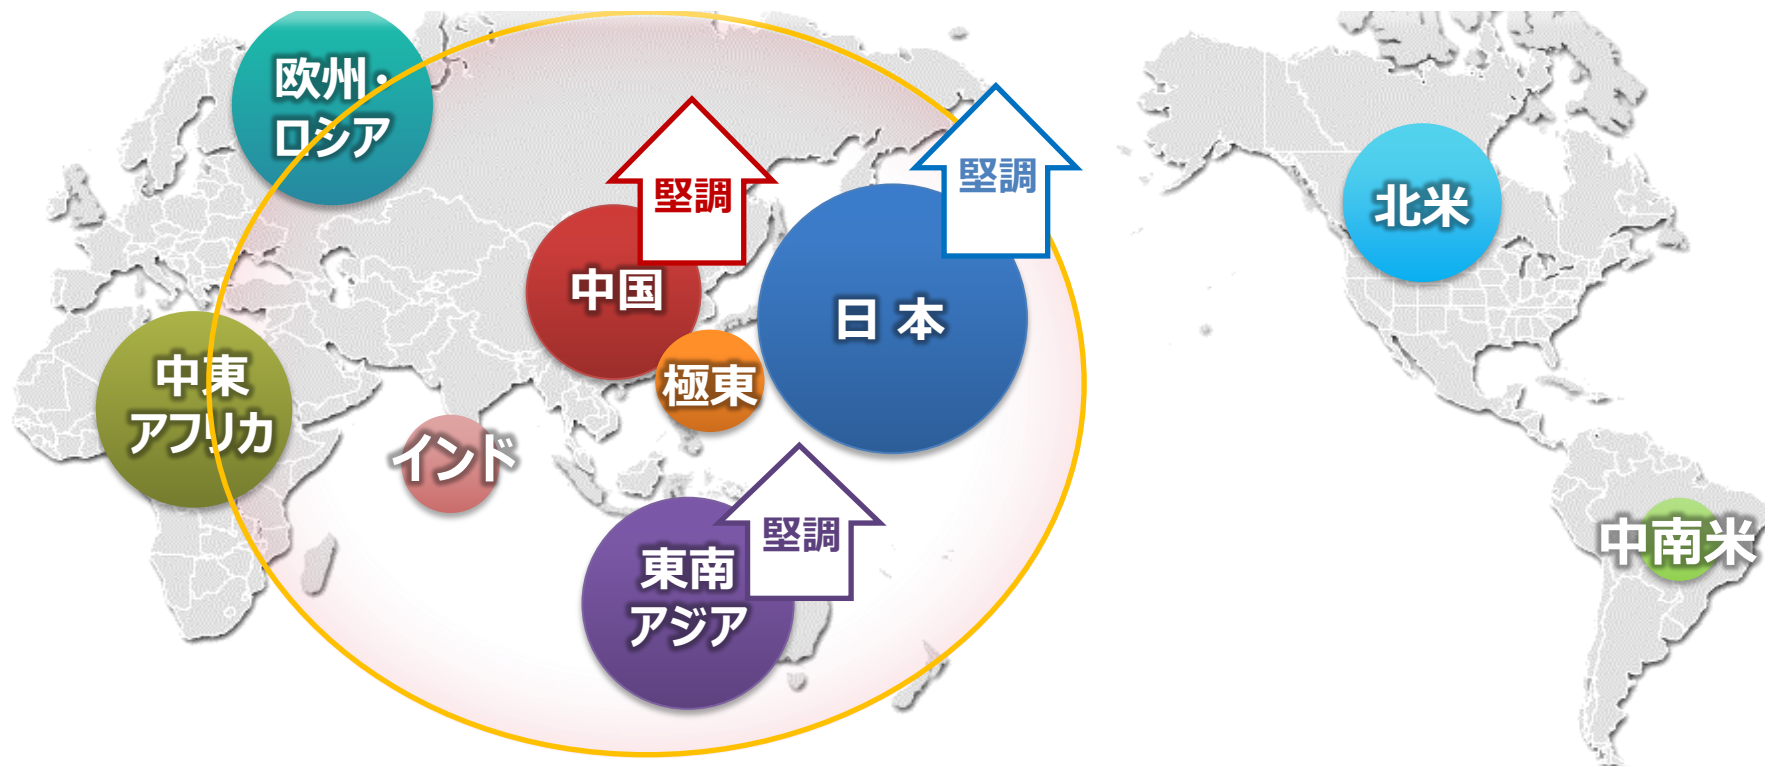 欧州・
ロシア
堅調
堅調
中国
日 本
北米
中東
アフリカ
極東
インド
堅調
東南
アジア
中南米